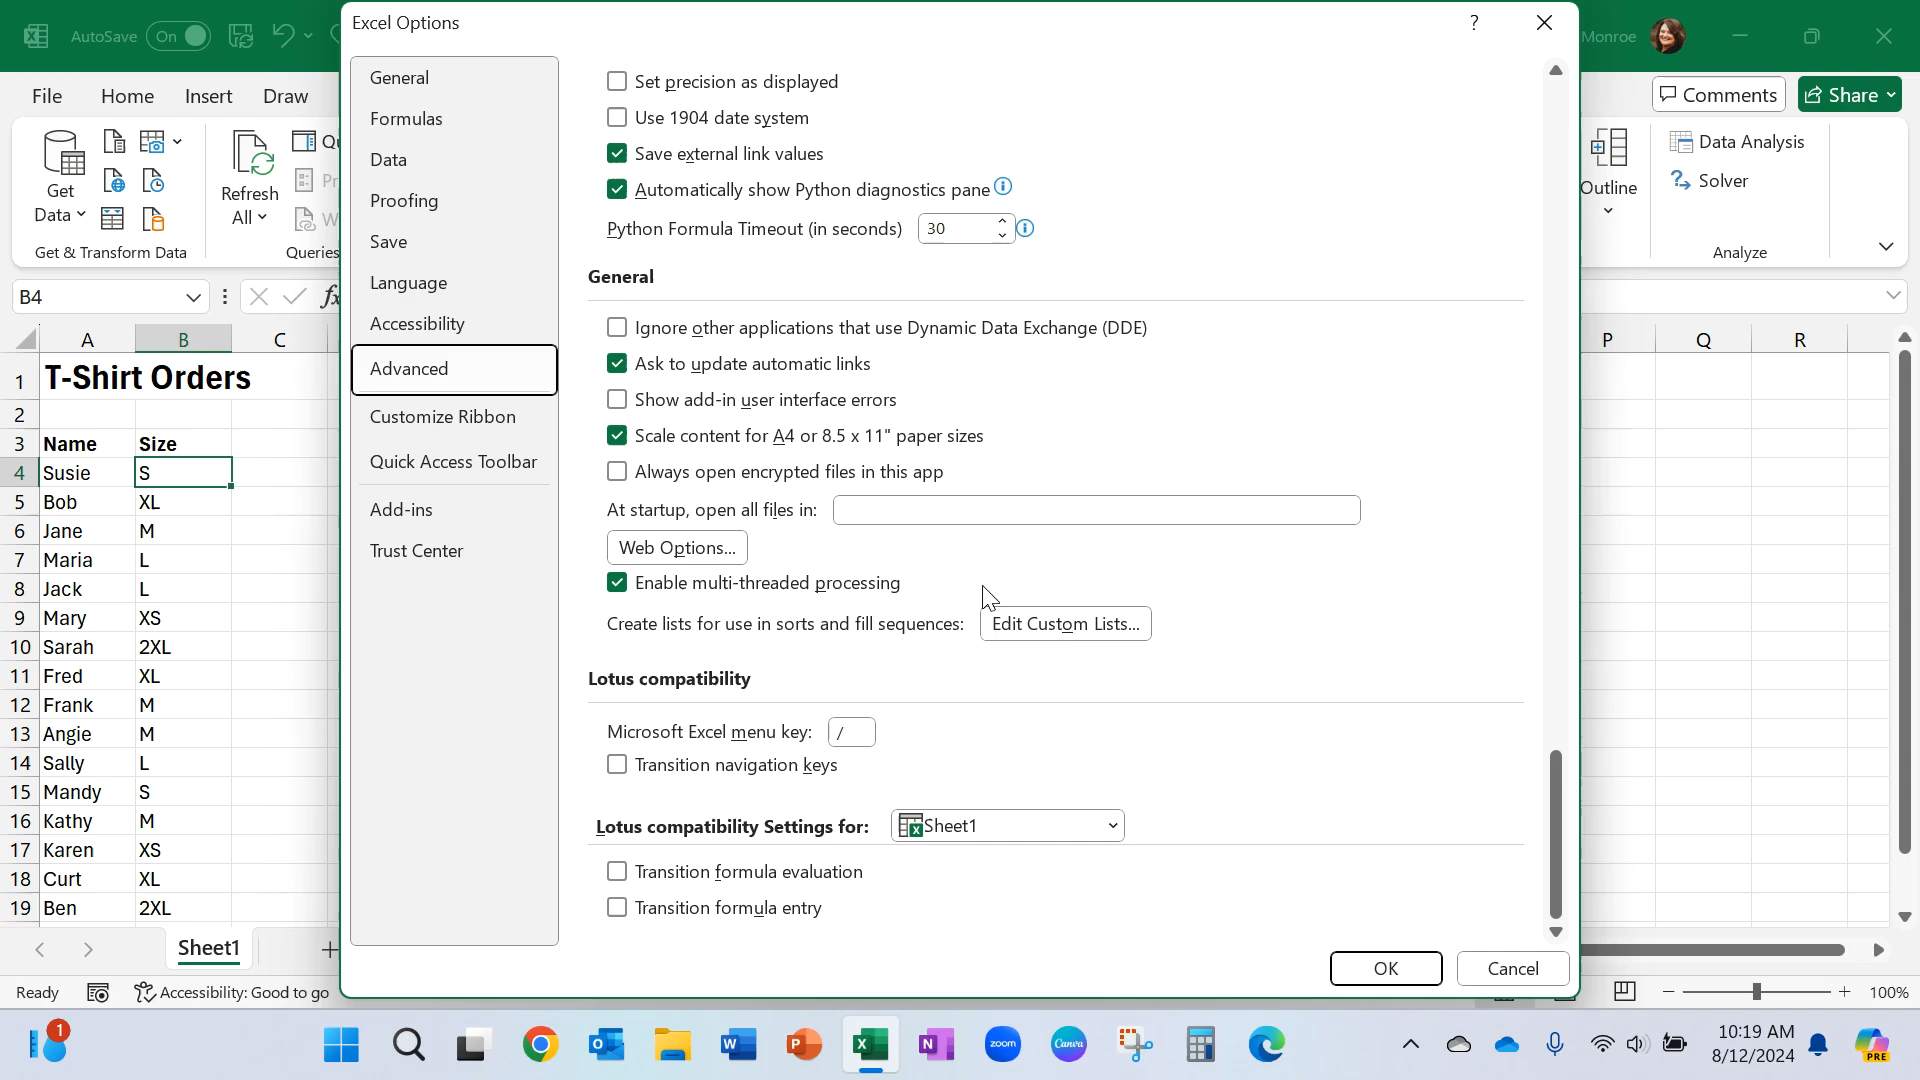 AutoSave On
Excel Options
?
Monroe
File Home Insert Draw
Comments Share
Get Data
Refresh All
Get & Transform Data
Queries
Outline
Data Analysis
Solver
Analyze
B4
fx
A B C P Q R
1 T-Shirt Orders
2
3 Name Size
4 Susie S
5 Bob XL
6 Jane M
7 Maria L
8 Jack L
9 Mary XS
10 Sarah 2XL
11 Fred XL
12 Frank M
13 Angie M
14 Sally L
15 Mandy S
16 Kathy M
17 Karen XS
18 Curt XL
19 Ben 2XL
Sheet1
Ready Accessibility: Good to go
General
Formulas
Data
Proofing
Save
Language
Accessibility
Advanced
Customize Ribbon
Quick Access Toolbar
Add-ins
Trust Center
Set precision as displayed
Use 1904 date system
Save external link values
Automatically show Python diagnostics pane
Python Formula Timeout (in seconds) 30
General
Ignore other applications that use Dynamic Data Exchange (DDE)
Ask to update automatic links
Show add-in user interface errors
Scale content for A4 or 8.5 x 11" paper sizes
Always open encrypted files in this app
At startup, open all files in:
Web Options...
Enable multi-threaded processing
Create lists for use in sorts and fill sequences: Edit Custom Lists...
Lotus compatibility
Microsoft Excel menu key: /
Transition navigation keys
Lotus compatibility Settings for: Sheet1
Transition formula evaluation
Transition formula entry
OK Cancel
100%
1
zoom
Canva
10:19 AM
8/12/2024
PRE